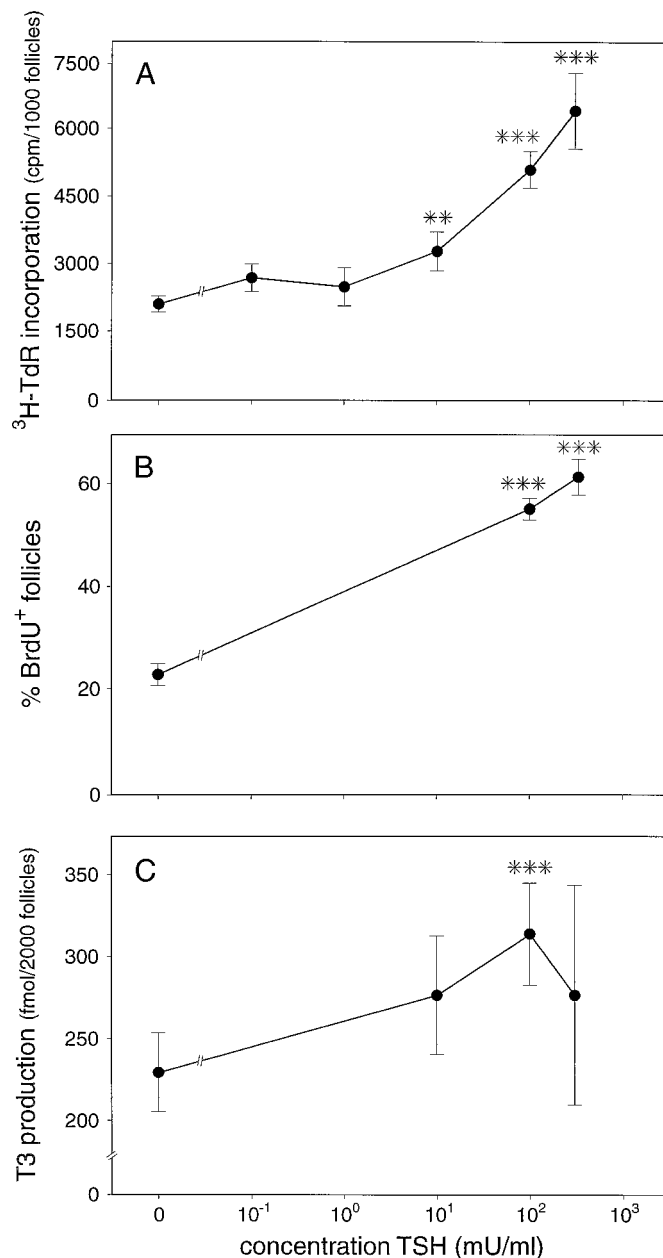 A
³H-TdR incorporation (cpm/1000 follicles)
7500
6000
4500
3000
1500
0
**
***
***
B
% BrdU⁺ follicles
60
40
20
0
***
***
C
T3 production (fmol/2000 follicles)
350
300
250
200
0
***
0 10⁻¹ 10⁰ 10¹ 10² 10³
concentration TSH (mU/ml)